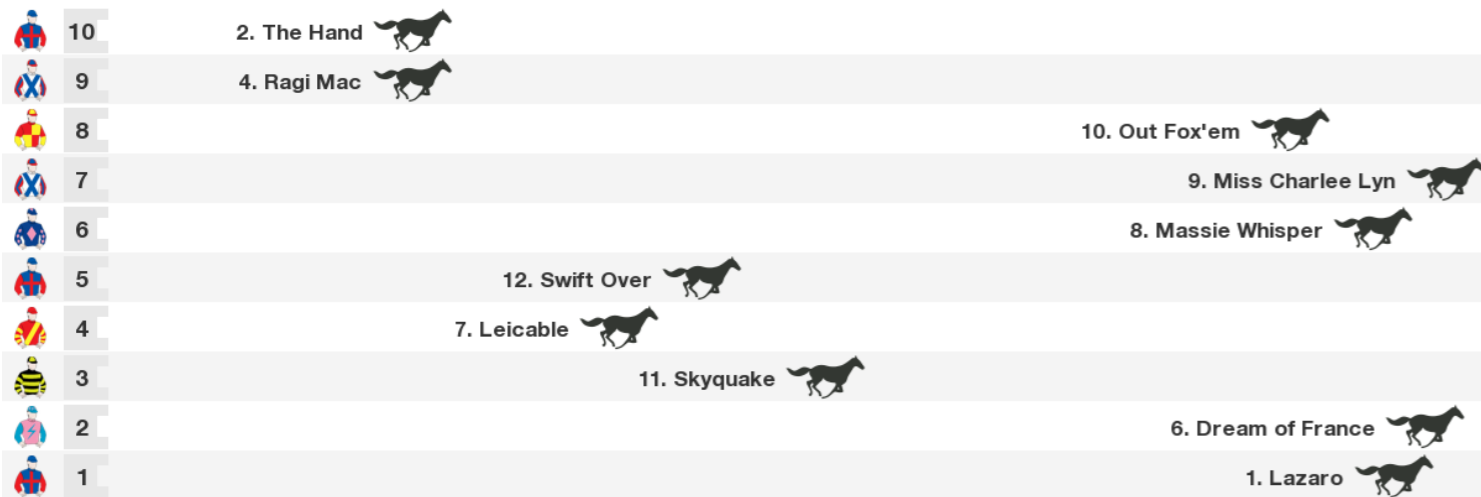 10 2. The Hand
9 4. Ragi Mac
8 10. Out Fox'em
7 9. Miss Charlee Lyn
6 8. Massie Whisper
5 12. Swift Over
4 7. Leicable
3 11. Skyquake
2 6. Dream of France
1 1. Lazaro